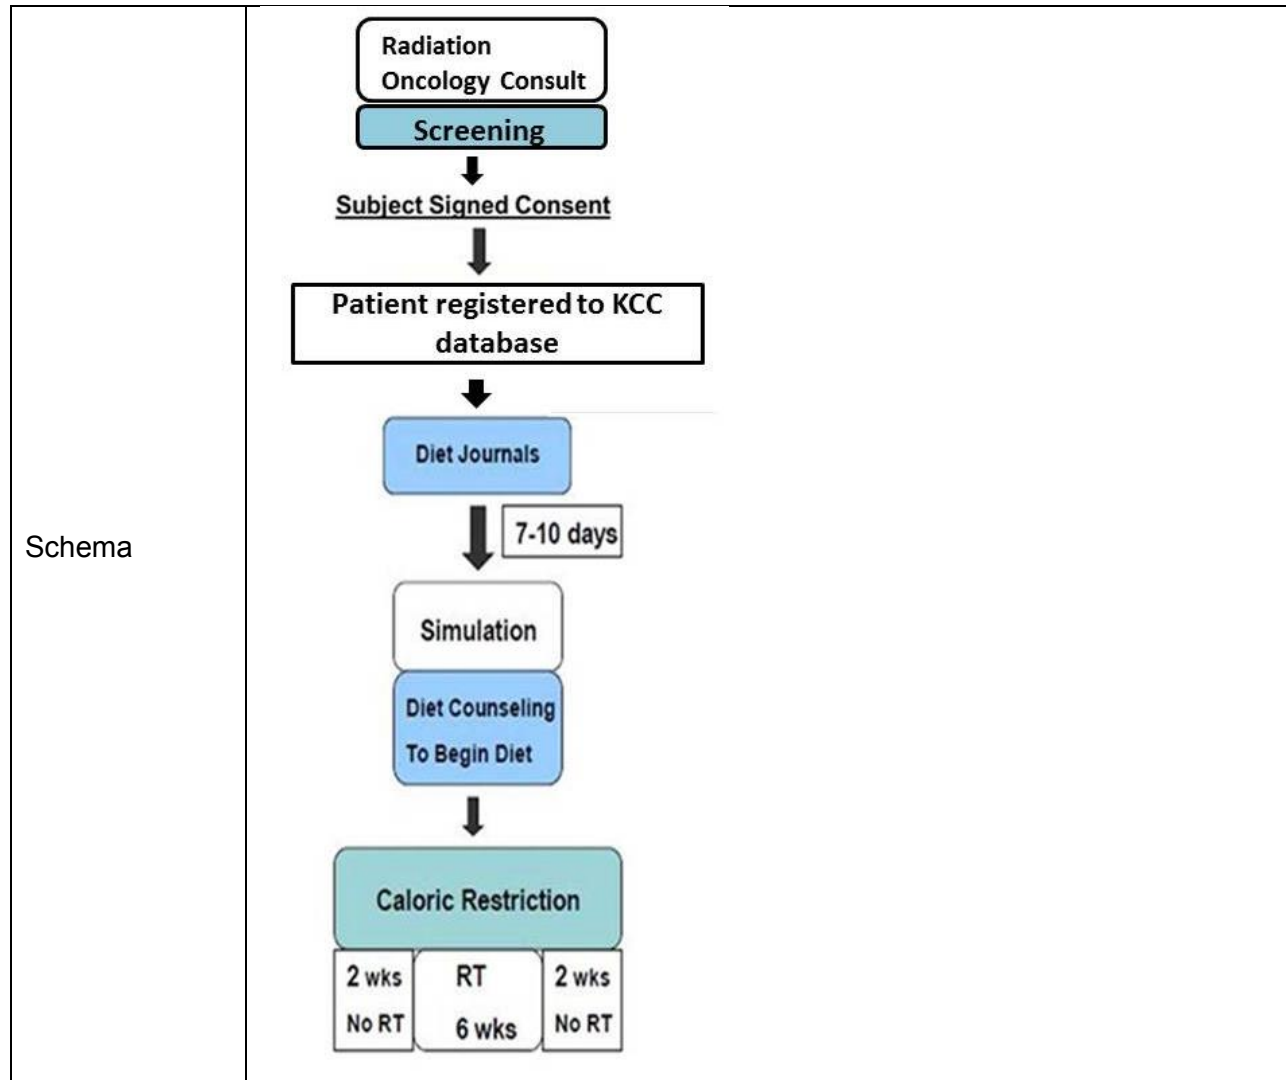 Schema
Radiation
Oncology Consult
Screening
Subject Signed Consent
Patient registered to KCC
database
Diet Journals
7-10 days
Simulation
Diet Counseling
To Begin Diet
Caloric Restriction
2 wks
No RT
RT
6 wks
2 wks
No RT